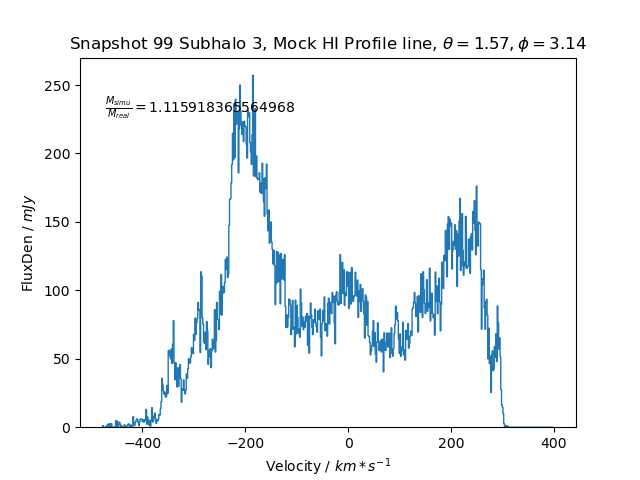 Snapshot 99 Subhalo 3, Mock HI Profile line, θ = 1.57, ϕ = 3.14
M_simu/M_real = 1.115918365564968
250
200
150
100
50
0
FluxDen / mJy
−400 −200 0 200 400
Velocity / km * s⁻¹